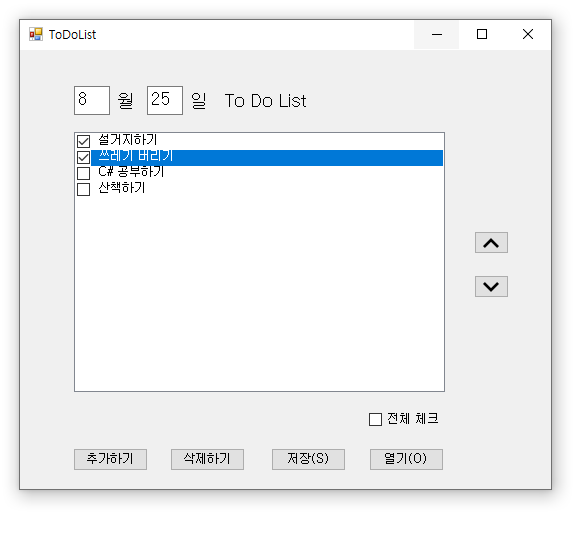 ToDoList
8 월 25 일 To Do List
설거지하기
쓰레기 버리기
C# 공부하기
산책하기
전체 체크
추가하기 삭제하기 저장(S) 열기(O)